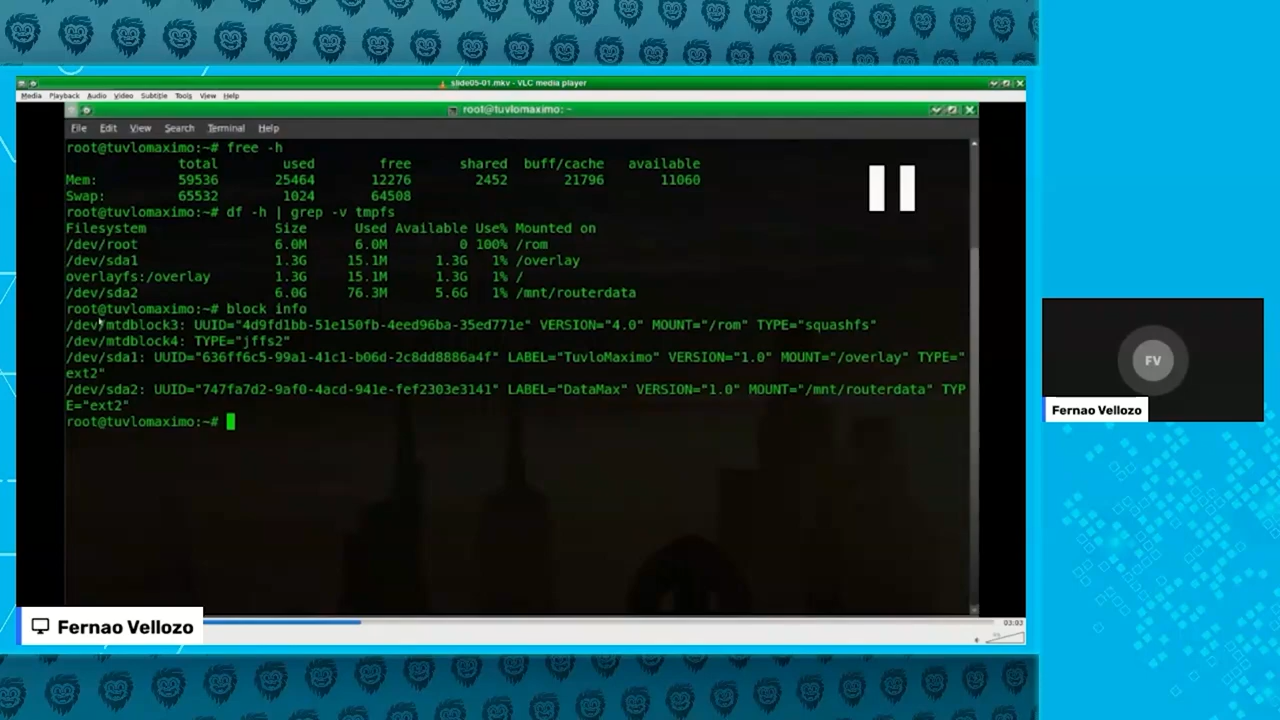 slide05-01.mkv - VLC media player
Media Playback Audio Video Subtitle Tools View Help
root@tuvlomaximo: ~
File Edit View Search Terminal Help
root@tuvlomaximo:~# free -h
total used free shared buff/cache available
Mem: 59536 25464 12276 2452 21796 11060
Swap: 65532 1024 64508
root@tuvlomaximo:~# df -h | grep -v tmpfs
Filesystem Size Used Available Use% Mounted on
/dev/root 6.0M 6.0M 0 100% /rom
/dev/sda1 1.3G 15.1M 1.3G 1% /overlay
overlayfs:/overlay 1.3G 15.1M 1.3G 1% /
/dev/sda2 6.0G 76.3M 5.6G 1% /mnt/routerdata
root@tuvlomaximo:~# block info
/dev/mtdblock3: UUID="4d9fd1bb-51e150fb-4eed96ba-35ed771e" VERSION="4.0" MOUNT="/rom" TYPE="squashfs"
/dev/mtdblock4: TYPE="jffs2"
/dev/sda1: UUID="636ff6c5-99a1-41c1-b06d-2c8dd8886a4f" LABEL="TuvloMaximo" VERSION="1.0" MOUNT="/overlay" TYPE="
ext2"
/dev/sda2: UUID="747fa7d2-9af0-4acd-941e-fef2303e3141" LABEL="DataMax" VERSION="1.0" MOUNT="/mnt/routerdata" TYP
E="ext2"
root@tuvlomaximo:~#
FV
Fernao Vellozo
03:03
Fernao Vellozo